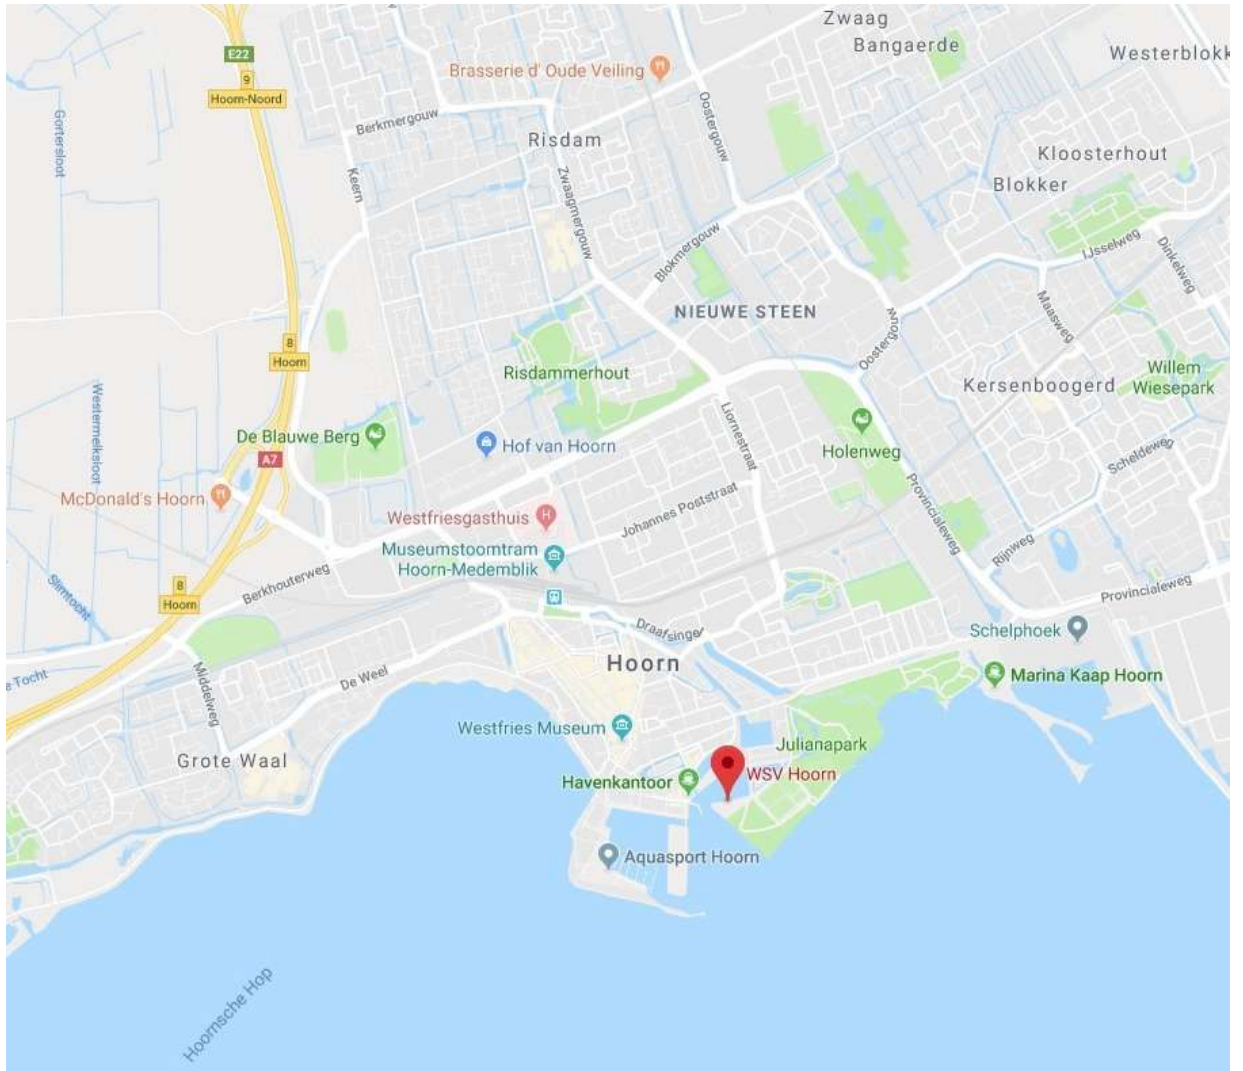 Zwaag
Bangaerde
Westerblokk
E22
9
Hoorn-Noord
Brasserie d' Oude Veiling
Oostergouw
Gortersloot
Berkmergouw
Risdam
Kloosterhout
Blokker
Keern
Zwaagmergouw
Blokmergouw
IJsselweg
Dinkelweg
NIEUWE STEEN
Maasweg
Oostergouw
8
Hoorn
Risdammerhout
Kersenboogerd
Willem
Wiesepark
Westermelksloot
De Blauwe Berg
Hof van Hoorn
Liornestraat
Holenweg
A7
Scheldeweg
McDonald's Hoorn
H
Westfriesgasthuis
Johannes Poststraat
Provincialeweg
Museumstoomtram
Hoorn-Medemblik
Rijnweg
Berkhouterweg
Slimtocht
8
Hoorn
Provincialeweg
Draafsingel
Schelphoek
Hoorn
e Tocht
Middelweg
De Weel
Marina Kaap Hoorn
Westfries Museum
Julianapark
Grote Waal
Havenkantoor
WSV Hoorn
Aquasport Hoorn
Hoornsche Hop